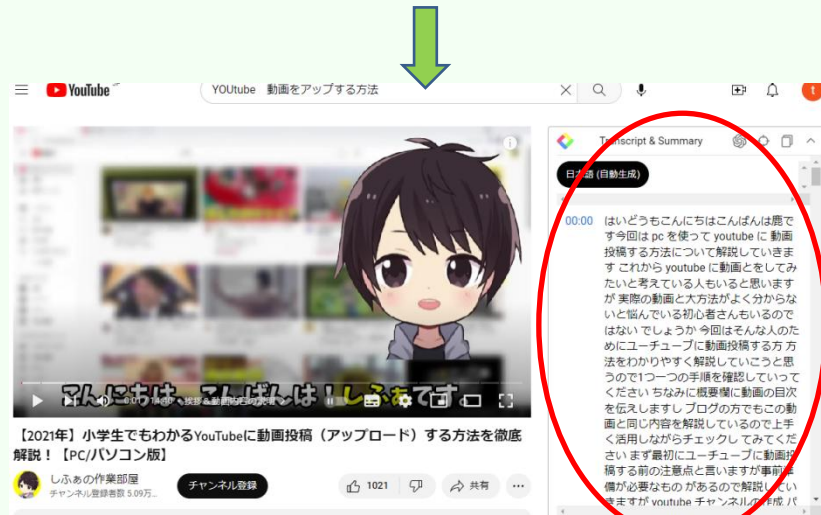 YouTube
YOUtube 動画をアップする方法
t
こんにちは こんばんは！しふぁです
【2021年】小学生でもわかるYouTubeに動画投稿（アップロード）する方法を徹底
解説！【PC/パソコン版】
しふぁの作業部屋
チャンネル登録者数 5.09万...
チャンネル登録
1021
共有
Transcript & Summary
日本語 (自動生成)
00:00
はいどうもこんにちはこんばんは鹿で
す今回は pc を使って youtube に 動画
投稿する方法について解説していきま
す これから youtube に動画とをしてみ
たいと考えている人もいると思います
が 実際の動画と大方法がよく分からな
いと悩んでいる初心者さんもいるので
はない でしょうか 今回はそんな人のた
めにユーチューブに動画投稿する方 方
法をわかりやすく解説していこうと思
うので1つ一つの手順を確認していって
ください ちなみに概要欄に動画の目次
を伝えますし ブログの方でもこの動
画と同じ内容を解説しているので上手
く活用しながらチェックし てみてくだ
さい まず最初にユーチューブに動画投
稿する前の注意点と言いますが事前準
備が必要なもの があるので解説してい
きますが youtube チャンネルの作成 パ